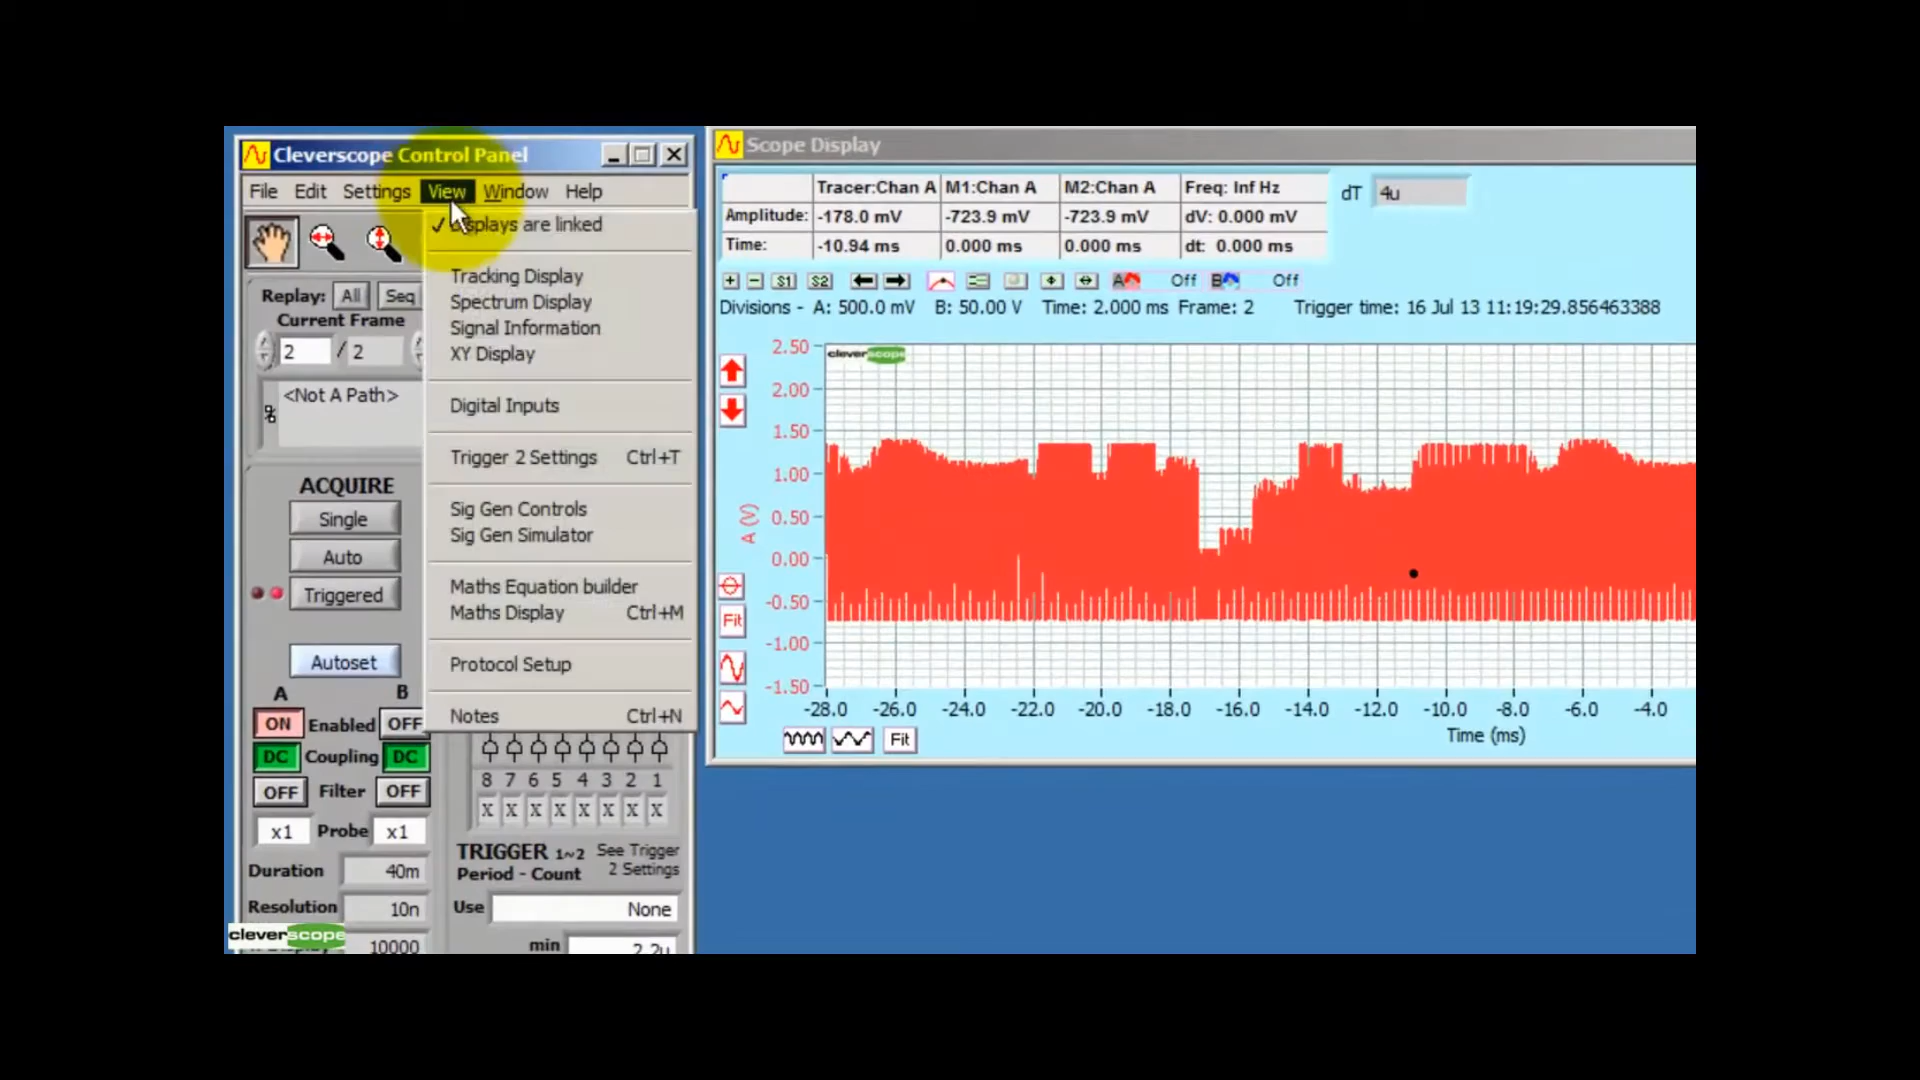 Cleverscope Control Panel
File Edit Settings View Window Help
Displays are linked
Tracking Display
Spectrum Display
Signal Information
XY Display
Digital Inputs
Trigger 2 Settings Ctrl+T
Sig Gen Controls
Sig Gen Simulator
Maths Equation builder
Maths Display Ctrl+M
Protocol Setup
Notes Ctrl+N
Replay: All Seq
Current Frame
2 / 2
<Not A Path>
ACQUIRE
Single
Auto
Triggered
Autoset
A B
ON Enabled OFF
DC Coupling DC
OFF Filter OFF
x1 Probe x1
Duration 40m
Resolution 10n
10000
cleverscope
8 7 6 5 4 3 2 1
X X X X X X X X
TRIGGER 1~2 See Trigger
Period - Count 2 Settings
Use None
min 2.2u
Scope Display
Tracer:Chan A M1:Chan A M2:Chan A Freq: Inf Hz
Amplitude: -178.0 mV -723.9 mV -723.9 mV dV: 0.000 mV
Time: -10.94 ms 0.000 ms 0.000 ms dt: 0.000 ms
dT 4u
+ - S1 S2 A Off B Off
Divisions - A: 500.0 mV B: 50.00 V Time: 2.000 ms Frame: 2 Trigger time: 16 Jul 13 11:19:29.856463388
cleverscope
2.50
2.00
1.50
1.00
0.50
0.00
-0.50
-1.00
-1.50
A (V)
Fit
-28.0 -26.0 -24.0 -22.0 -20.0 -18.0 -16.0 -14.0 -12.0 -10.0 -8.0 -6.0 -4.0
Time (ms)
Fit